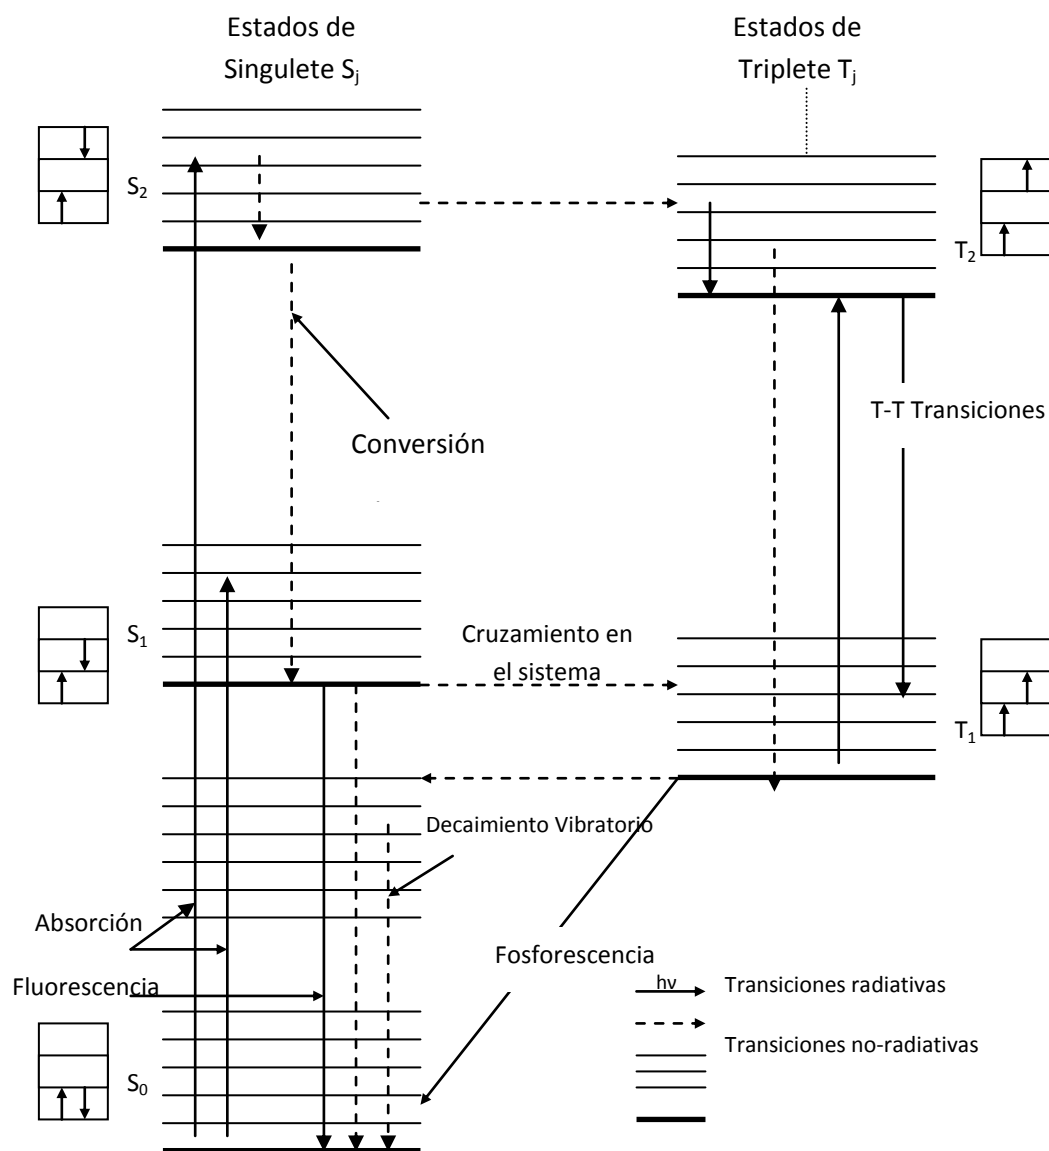 Estados de
Singulete Sj
Estados de
Triplete Tj
S2
T2
T-T Transiciones
Conversión
S1
Cruzamiento en
el sistema
T1
Decaimiento Vibratorio
Absorción
Fosforescencia
Fluorescencia
hν
Transiciones radiativas
Transiciones no-radiativas
S0